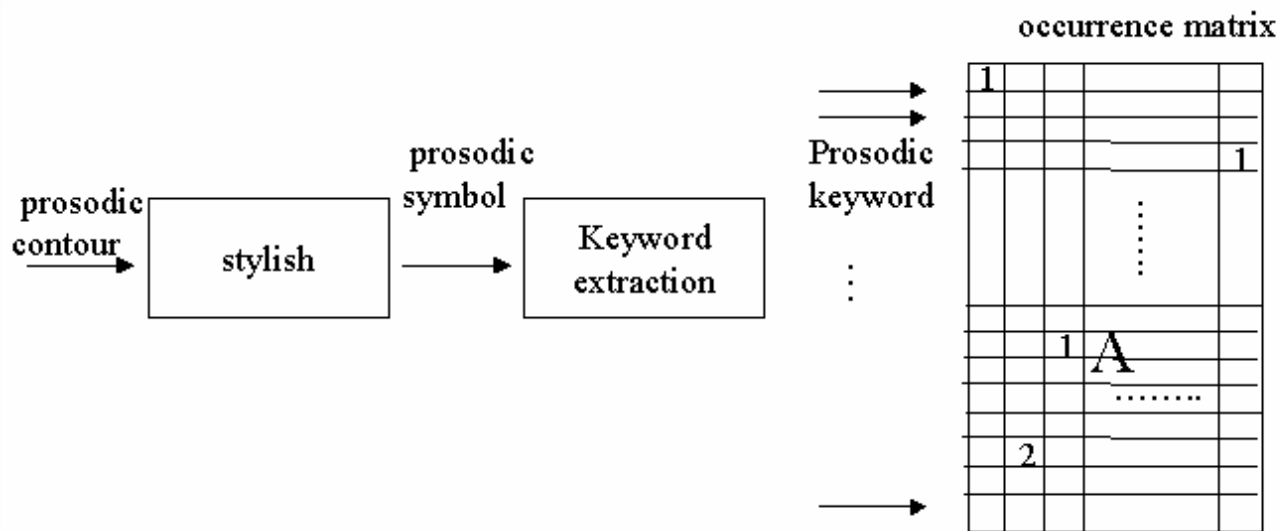 occurrence matrix
1
1
prosodic
contour
stylish
prosodic
symbol
Keyword
extraction
Prosodic
keyword
1
A
2